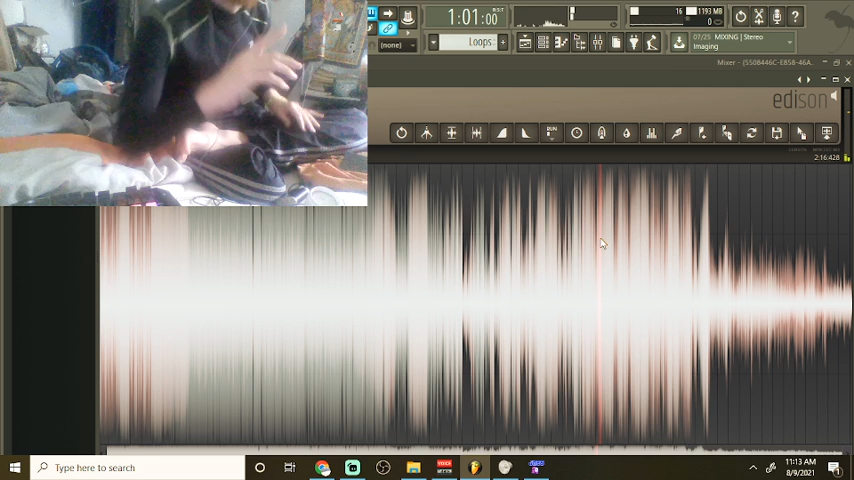 1:01:00
B:S:T
16
1193 MB
0
(none)
Loops
07/25 MIXING | Stereo
Imaging
Mixer - (5508446C-E858-46A..
edison
RUN
2:16:428
Type here to search
11:13 AM
8/9/2021